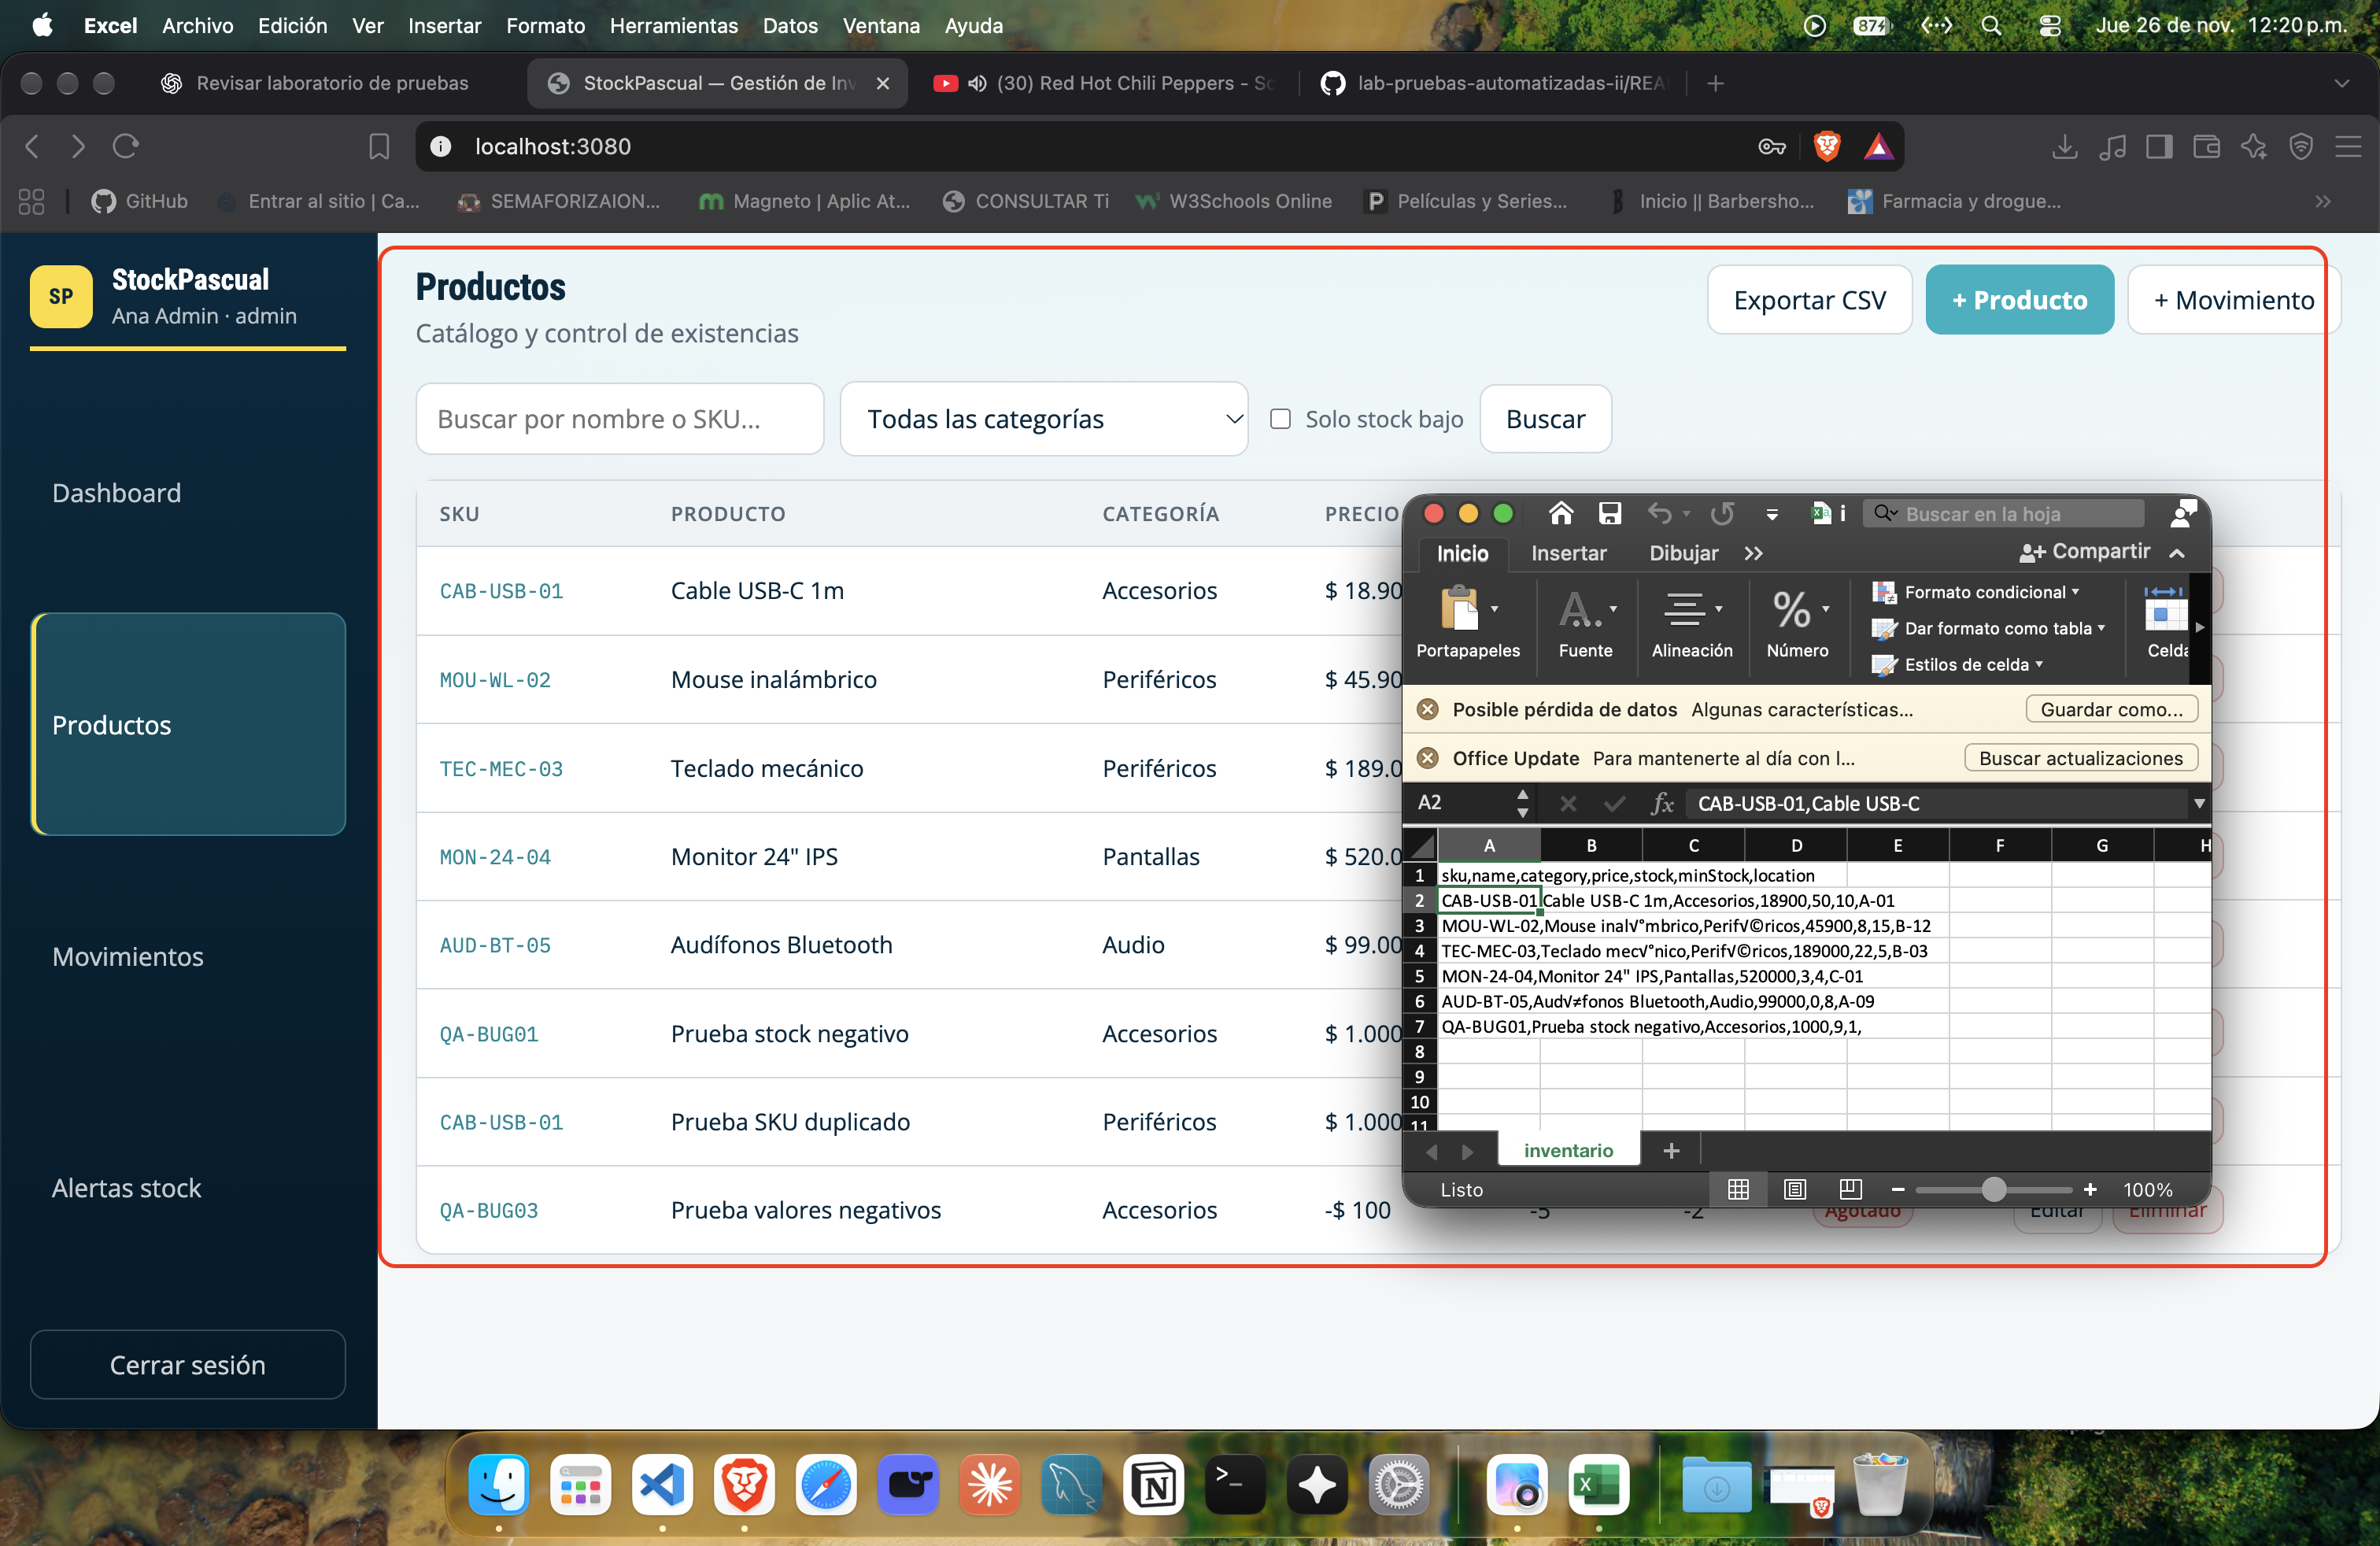 Excel Archivo Edición Ver Insertar Formato Herramientas Datos Ventana Ayuda
87
Jue 26 de nov. 12:20 p.m.
Revisar laboratorio de pruebas
StockPascual — Gestión de Inv
(30) Red Hot Chili Peppers - So
lab-pruebas-automatizadas-ii/REA
localhost:3080
GitHub
Entrar al sitio | Ca...
SEMAFORIZAION...
Magneto | Aplic At...
CONSULTAR Ti
W3Schools Online
Películas y Series...
Inicio || Barbersho...
Farmacia y drogue...
SP
StockPascual
Ana Admin · admin
Dashboard
Productos
Movimientos
Alertas stock
Cerrar sesión
Productos
Catálogo y control de existencias
Exportar CSV
+ Producto
+ Movimiento
Buscar por nombre o SKU...
Todas las categorías
Solo stock bajo
Buscar
SKU PRODUCTO CATEGORÍA PRECIO
CAB-USB-01 Cable USB-C 1m Accesorios $ 18.90
MOU-WL-02 Mouse inalámbrico Periféricos $ 45.90
TEC-MEC-03 Teclado mecánico Periféricos $ 189.0
MON-24-04 Monitor 24" IPS Pantallas $ 520.0
AUD-BT-05 Audífonos Bluetooth Audio $ 99.00
QA-BUG01 Prueba stock negativo Accesorios $ 1.000
CAB-USB-01 Prueba SKU duplicado Periféricos $ 1.000
QA-BUG03 Prueba valores negativos Accesorios -$ 100 -5 -2 Agotado Editar Eliminar
i
Buscar en la hoja
Inicio Insertar Dibujar
Compartir
Portapapeles
Fuente
Alineación
%
Número
Formato condicional
Dar formato como tabla
Estilos de celda
Celda
Posible pérdida de datos Algunas características... Guardar como...
Office Update Para mantenerte al día con l... Buscar actualizaciones
A2 fx CAB-USB-01,Cable USB-C
A B C D E F G H
1 sku,name,category,price,stock,minStock,location
2 CAB-USB-01,Cable USB-C 1m,Accesorios,18900,50,10,A-01
3 MOU-WL-02,Mouse inal√°mbrico,Perif√©ricos,45900,8,15,B-12
4 TEC-MEC-03,Teclado mec√°nico,Perif√©ricos,189000,22,5,B-03
5 MON-24-04,Monitor 24" IPS,Pantallas,520000,3,4,C-01
6 AUD-BT-05,Aud√≠fonos Bluetooth,Audio,99000,0,8,A-09
7 QA-BUG01,Prueba stock negativo,Accesorios,1000,9,1,
8
9
10
11
inventario
Listo
100%